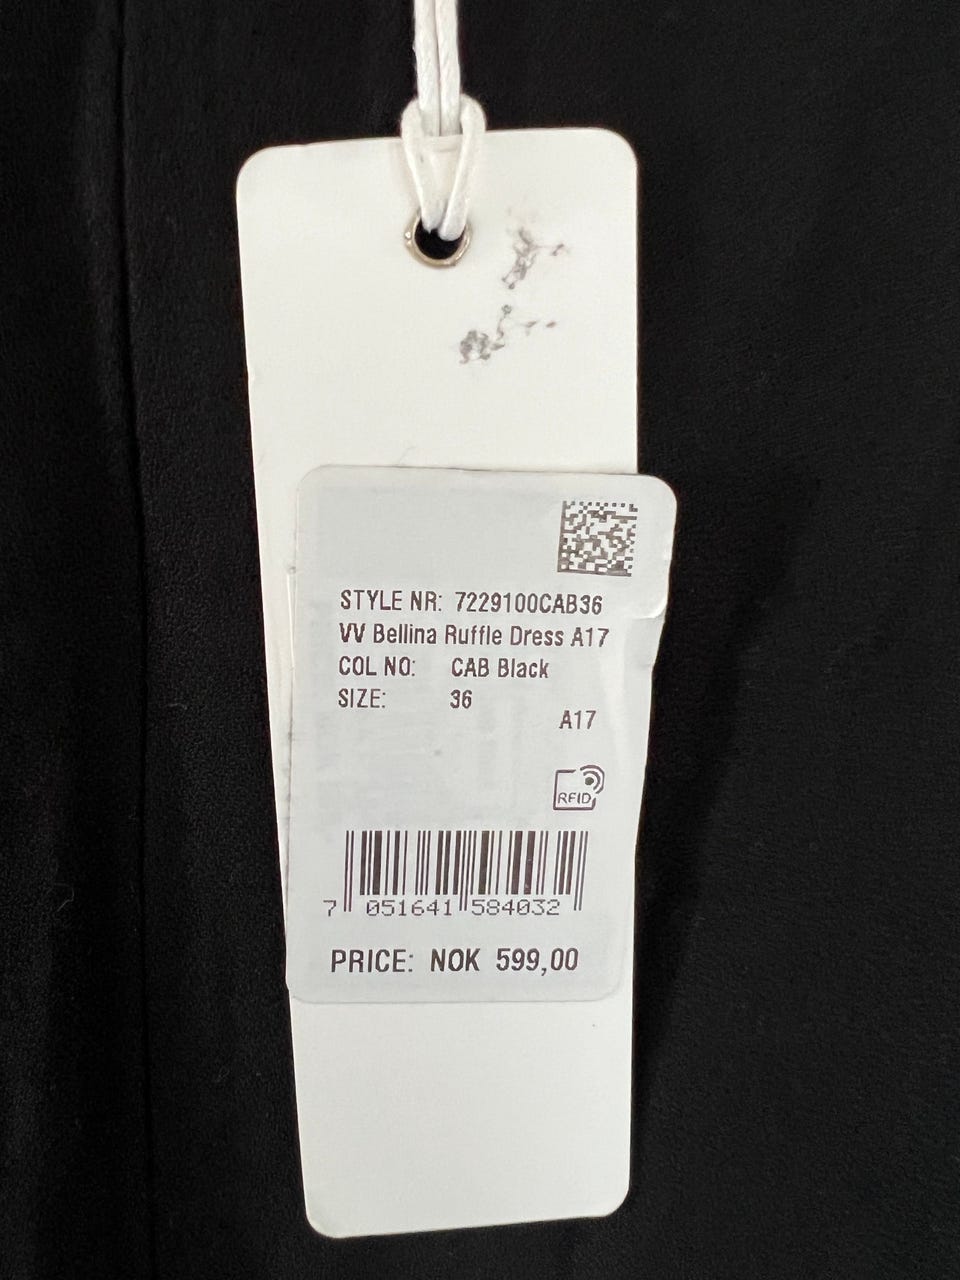 STYLE NR: 7229100CAB36
VV Bellina Ruffle Dress A17
COL NO: CAB Black
SIZE: 36
A17
RFID
7 051641 584032
PRICE: NOK 599,00